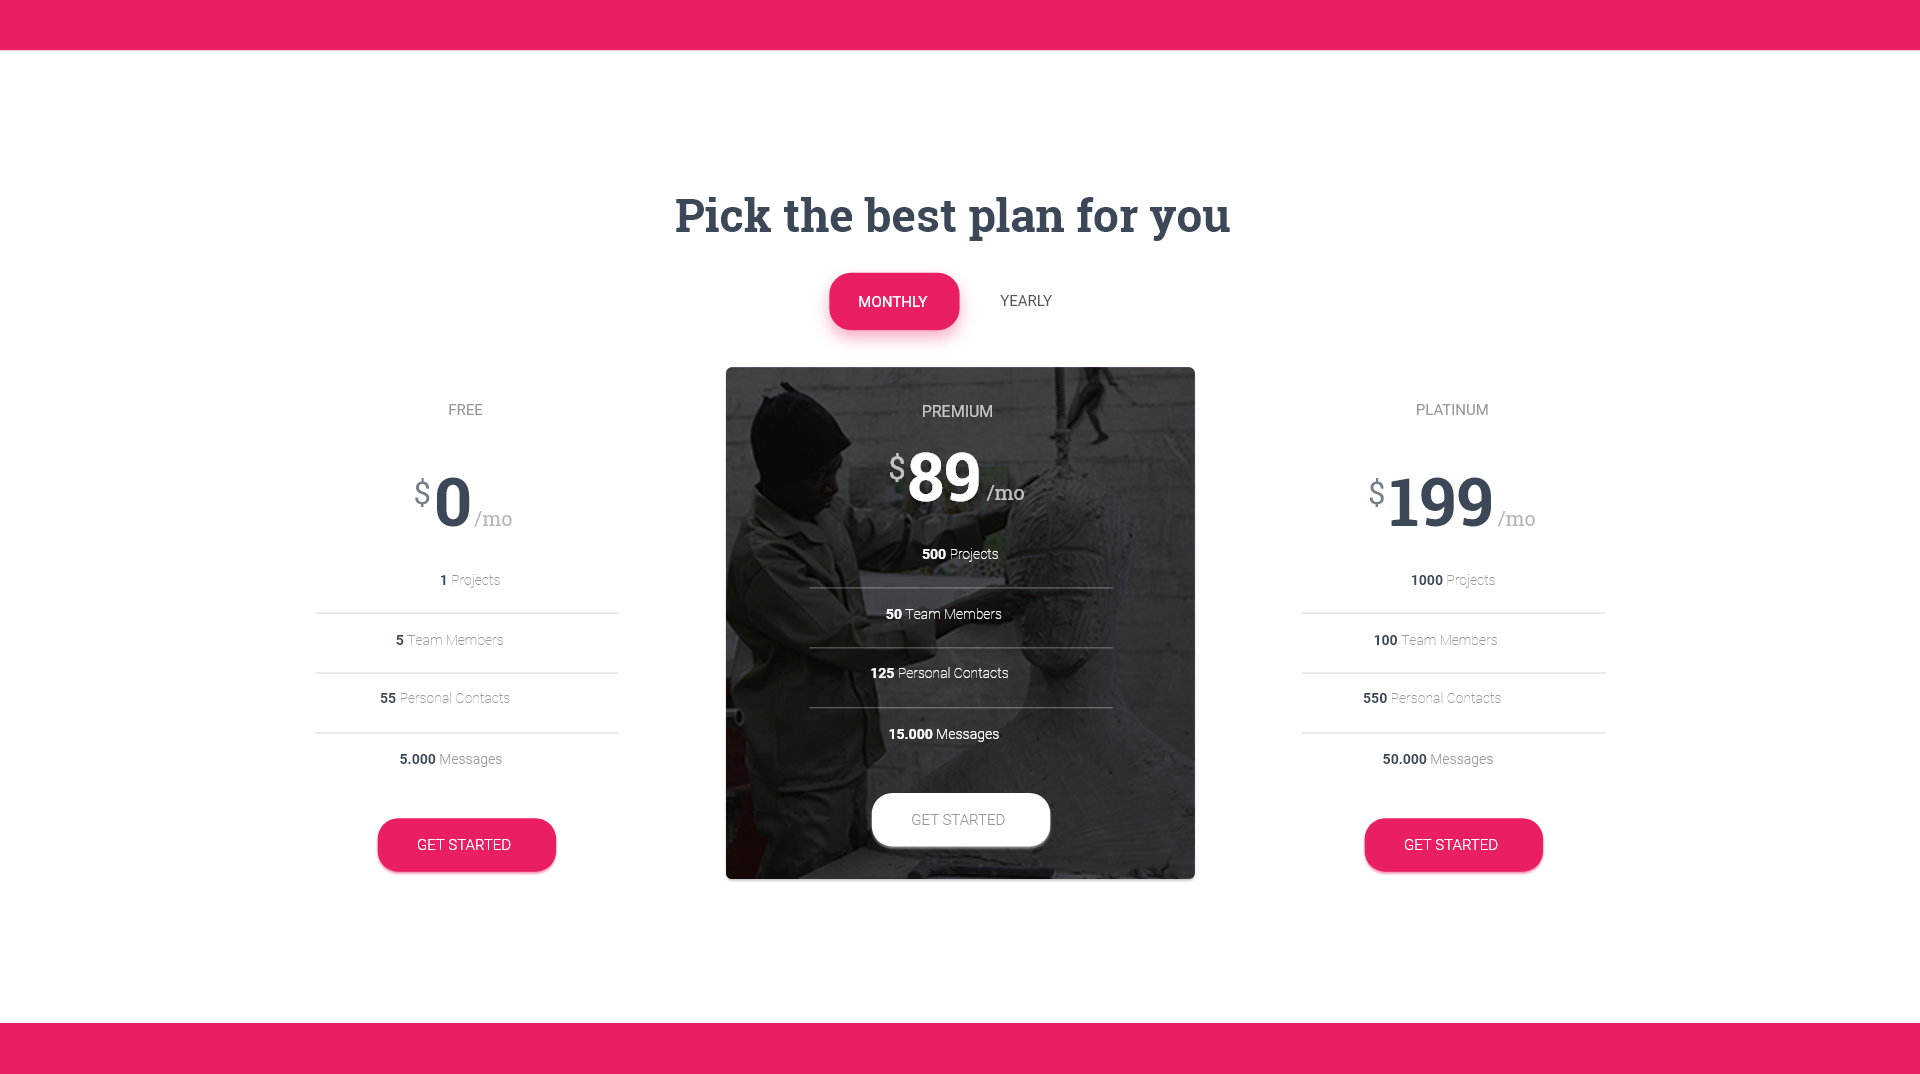 Pick the best plan for you
MONTHLY
YEARLY
FREE
$0/mo
1 Projects
5 Team Members
55 Personal Contacts
5.000 Messages
GET STARTED
PREMIUM
$89/mo
500 Projects
50 Team Members
125 Personal Contacts
15.000 Messages
GET STARTED
PLATINUM
$199/mo
1000 Projects
100 Team Members
550 Personal Contacts
50.000 Messages
GET STARTED